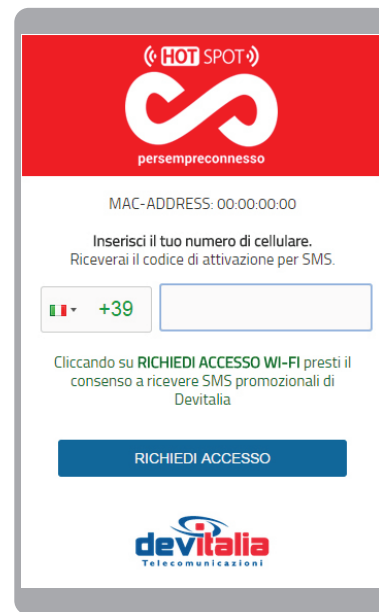 HOT SPOT
persempreconnesso
MAC-ADDRESS: 00:00:00:00
Inserisci il tuo numero di cellulare.
Riceverai il codice di attivazione per SMS.
+39
Cliccando su RICHIEDI ACCESSO WI-FI presti il
consenso a ricevere SMS promozionali di
Devitalia
RICHIEDI ACCESSO
devitalia
Telecomunicazioni